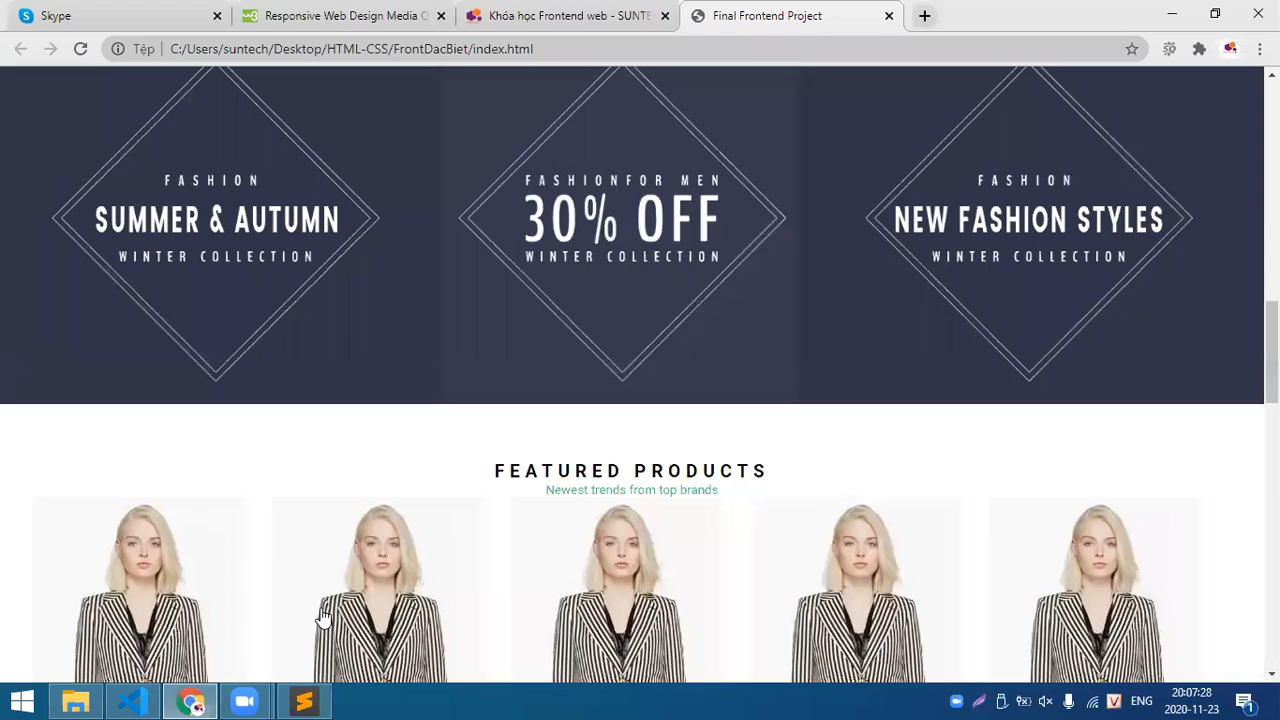 Skype
Responsive Web Design Media Q
Khóa học Frontend web - SUNTE
Final Frontend Project
Tệp
C:/Users/suntech/Desktop/HTML-CSS/FrontDacBiet/index.html
FASHION
SUMMER & AUTUMN
WINTER COLLECTION
FASHIONFOR MEN
30% OFF
WINTER COLLECTION
FASHION
NEW FASHION STYLES
WINTER COLLECTION
FEATURED PRODUCTS
Newest trends from top brands
ENG
20:07:28
2020-11-23